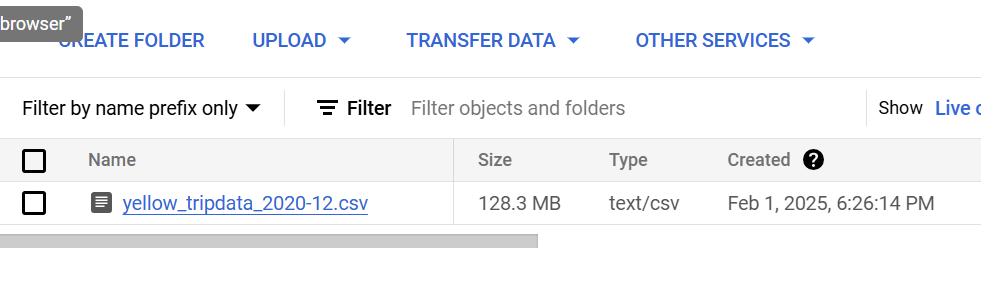 browser”
CREATE FOLDER UPLOAD TRANSFER DATA OTHER SERVICES
Filter by name prefix only Filter Filter objects and folders Show Live
Name Size Type Created ?
yellow_tripdata_2020-12.csv 128.3 MB text/csv Feb 1, 2025, 6:26:14 PM